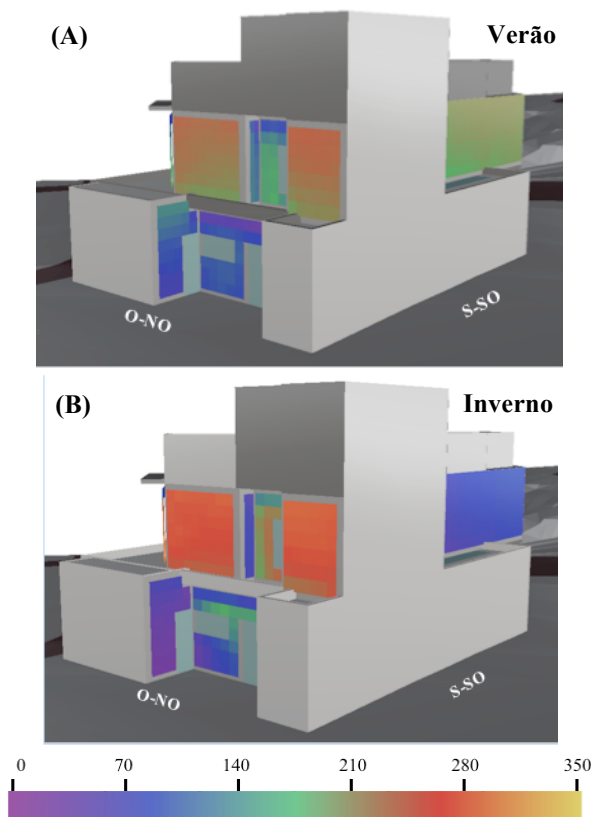 (A) Verão
O-NO
S-SO
(B) Inverno
O-NO
S-SO
0 70 140 210 280 350